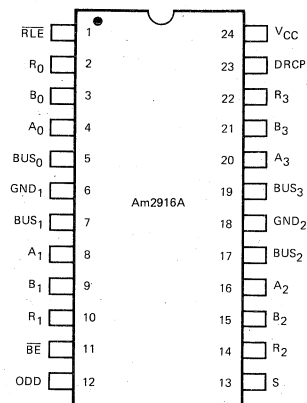 R̅L̅E̅ 1 24 VCC
R0 2 23 DRCP
B0 3 22 R3
A0 4 21 B3
BUS0 5 20 A3
GND1 6 19 BUS3
Am2916A
BUS1 7 18 GND2
A1 8 17 BUS2
B1 9 16 A2
R1 10 15 B2
B̅E̅ 11 14 R2
ODD 12 13 S